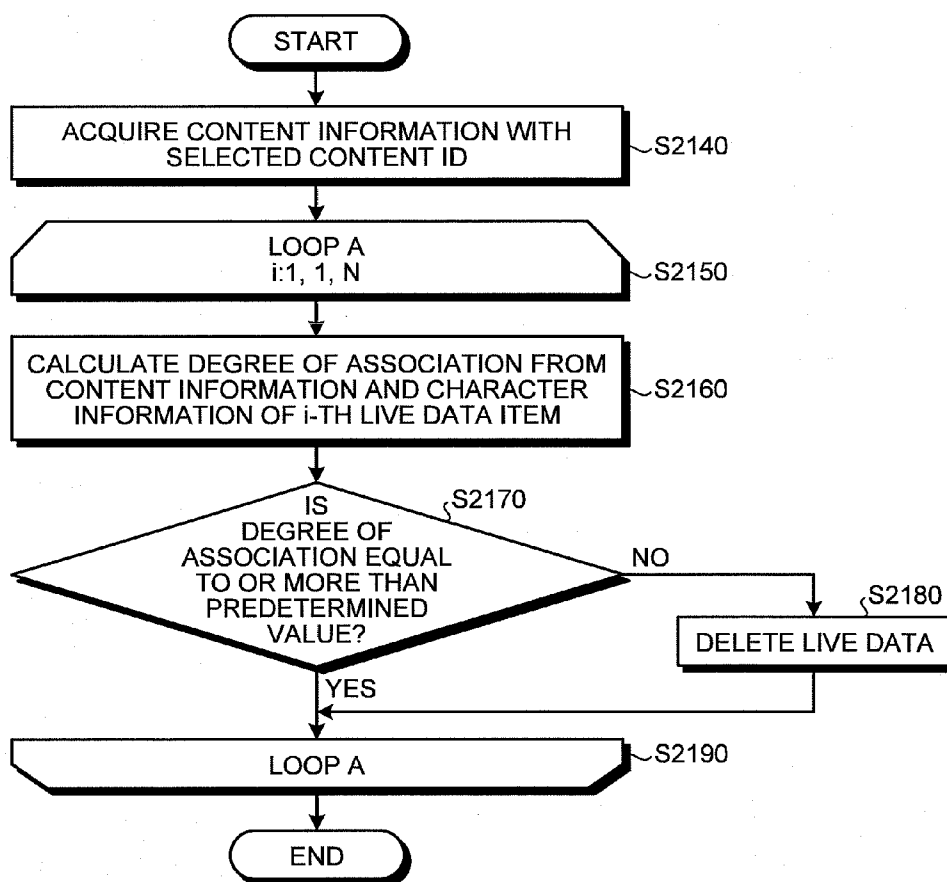 START
ACQUIRE CONTENT INFORMATION WITH
SELECTED CONTENT ID
S2140
LOOP A
i:1, 1, N
S2150
CALCULATE DEGREE OF ASSOCIATION FROM
CONTENT INFORMATION AND CHARACTER
INFORMATION OF i-TH LIVE DATA ITEM
S2160
S2170
IS
DEGREE OF
ASSOCIATION EQUAL
TO OR MORE THAN
PREDETERMINED
VALUE?
NO
S2180
DELETE LIVE DATA
YES
LOOP A
S2190
END